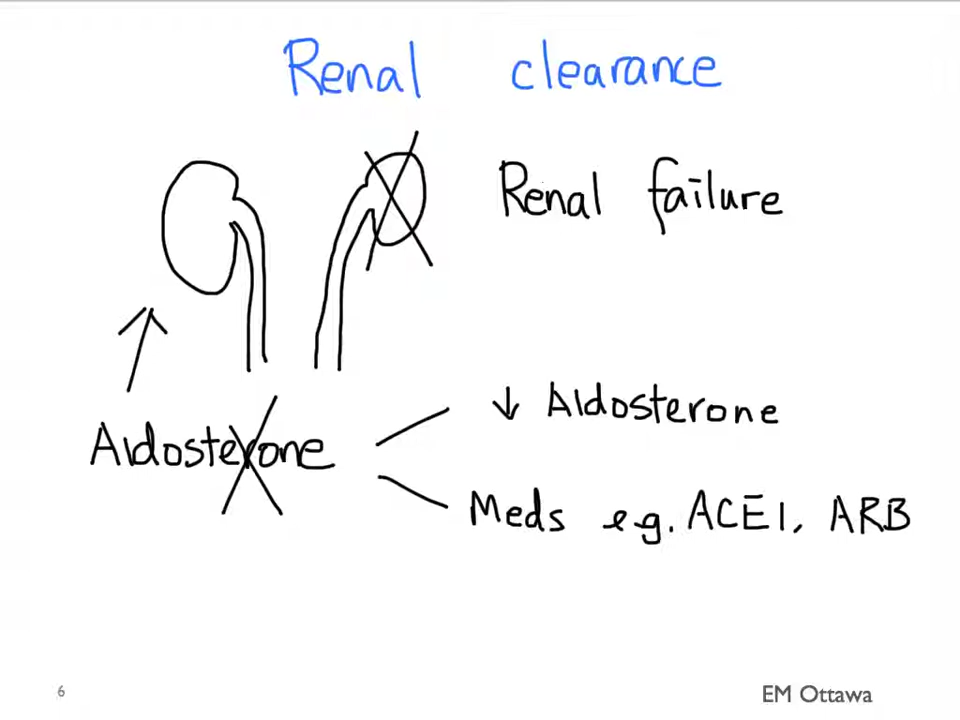 Renal clearance
Renal failure
Aldosterone
↓ Aldosterone
Meds e.g. ACEI, ARB
6
EM Ottawa